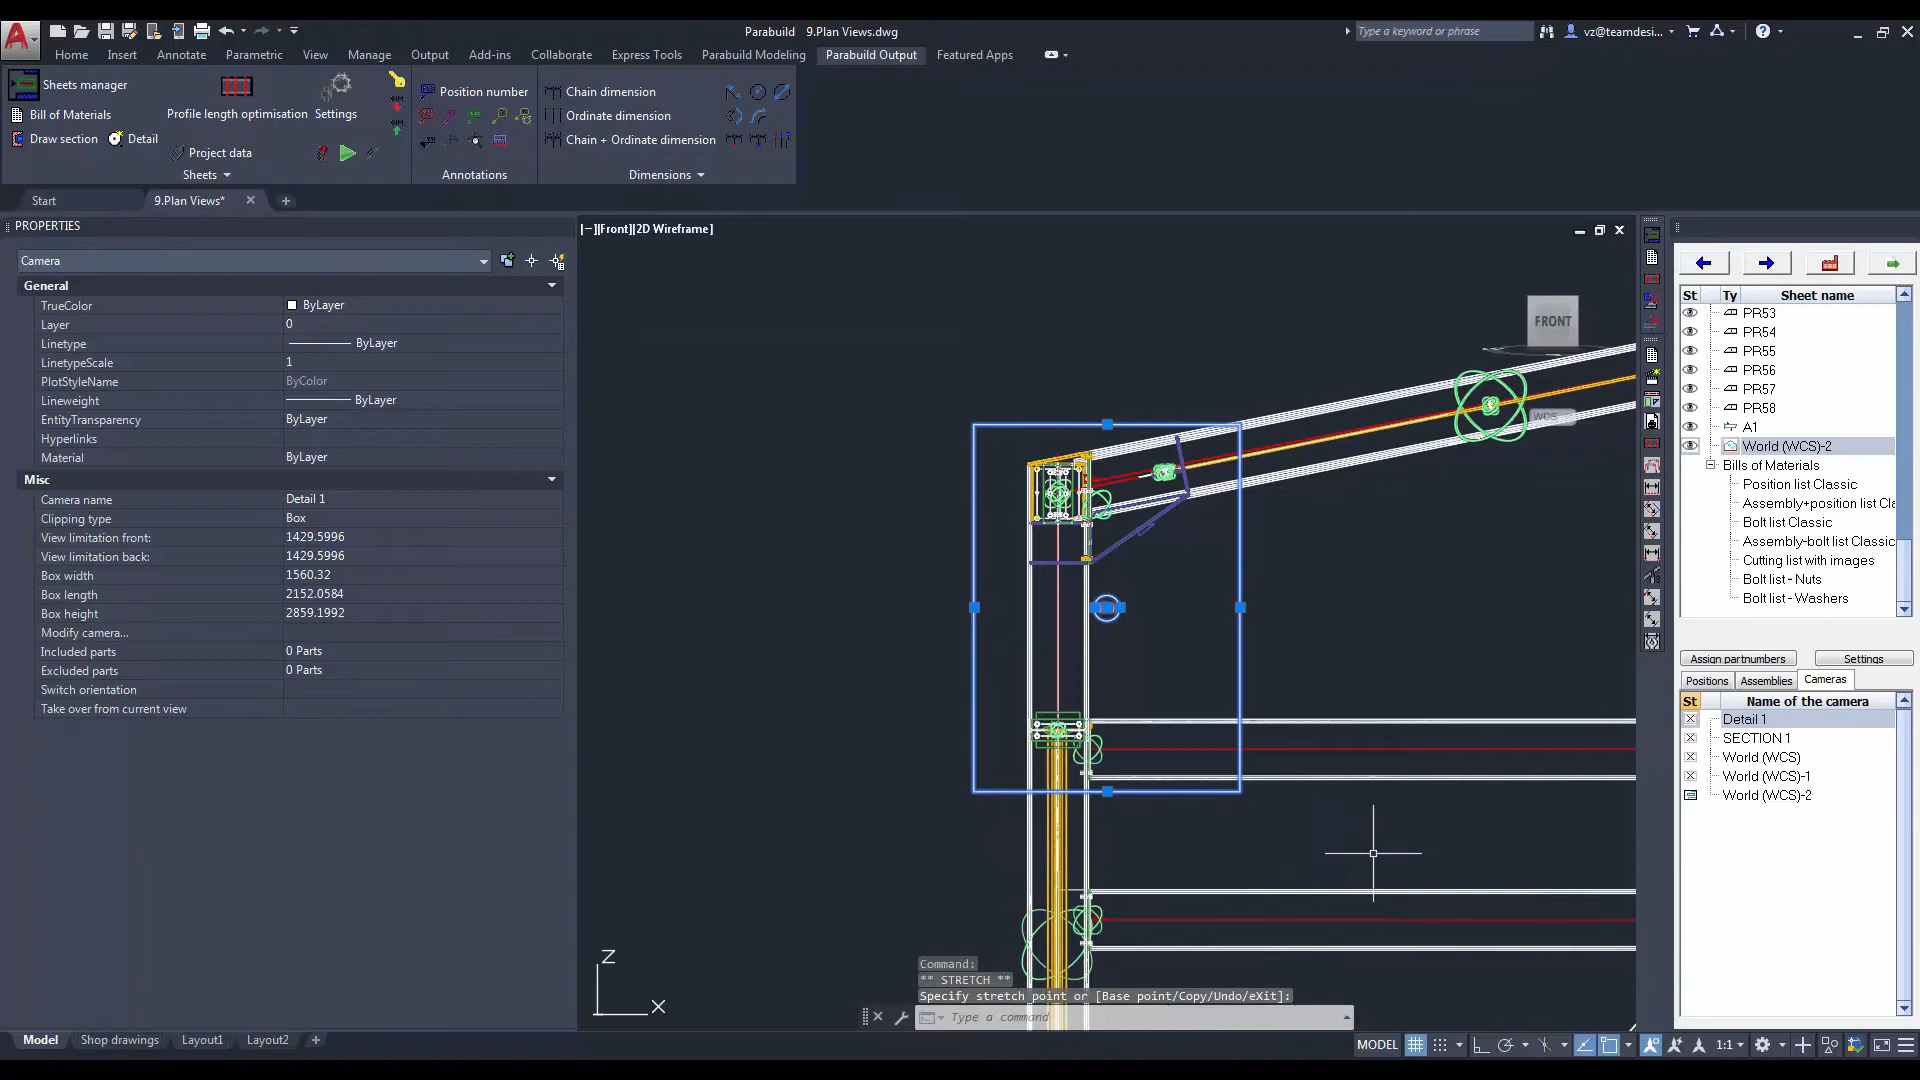 Parabuild 9.Plan Views.dwg
Type a keyword or phrase
vz@teamdesi...
Home Insert Annotate Parametric View Manage Output Add-ins Collaborate Express Tools Parabuild Modeling Parabuild Output Featured Apps
Sheets manager
Bill of Materials
Draw section Detail
Profile length optimisation Settings
Project data
Sheets
Position number
Annotations
Chain dimension
Ordinate dimension
Chain + Ordinate dimension
Dimensions
Start 9.Plan Views*
PROPERTIES
[−][Front][2D Wireframe]
Camera
General
TrueColor ByLayer
Layer 0
Linetype ByLayer
LinetypeScale 1
PlotStyleName ByColor
Lineweight ByLayer
EntityTransparency ByLayer
Hyperlinks
Material ByLayer
Misc
Camera name Detail 1
Clipping type Box
View limitation front: 1429.5996
View limitation back: 1429.5996
Box width 1560.32
Box length 2152.0584
Box height 2859.1992
Modify camera...
Included parts 0 Parts
Excluded parts 0 Parts
Switch orientation
Take over from current view
FRONT
WCS
Z
X
Command:
** STRETCH **
Specify stretch point or [Base point/Copy/Undo/eXit]:
Type a command
St Ty Sheet name
PR53
PR54
PR55
PR56
PR57
PR58
A1
World (WCS)-2
Bills of Materials
Position list Classic
Assembly+position list Cla
Bolt list Classic
Assembly-bolt list Classic
Cutting list with images
Bolt list - Nuts
Bolt list - Washers
Assign partnumbers Settings
Positions Assemblies Cameras
St Name of the camera
Detail 1
SECTION 1
World (WCS)
World (WCS)-1
World (WCS)-2
Model Shop drawings Layout1 Layout2
MODEL 1:1